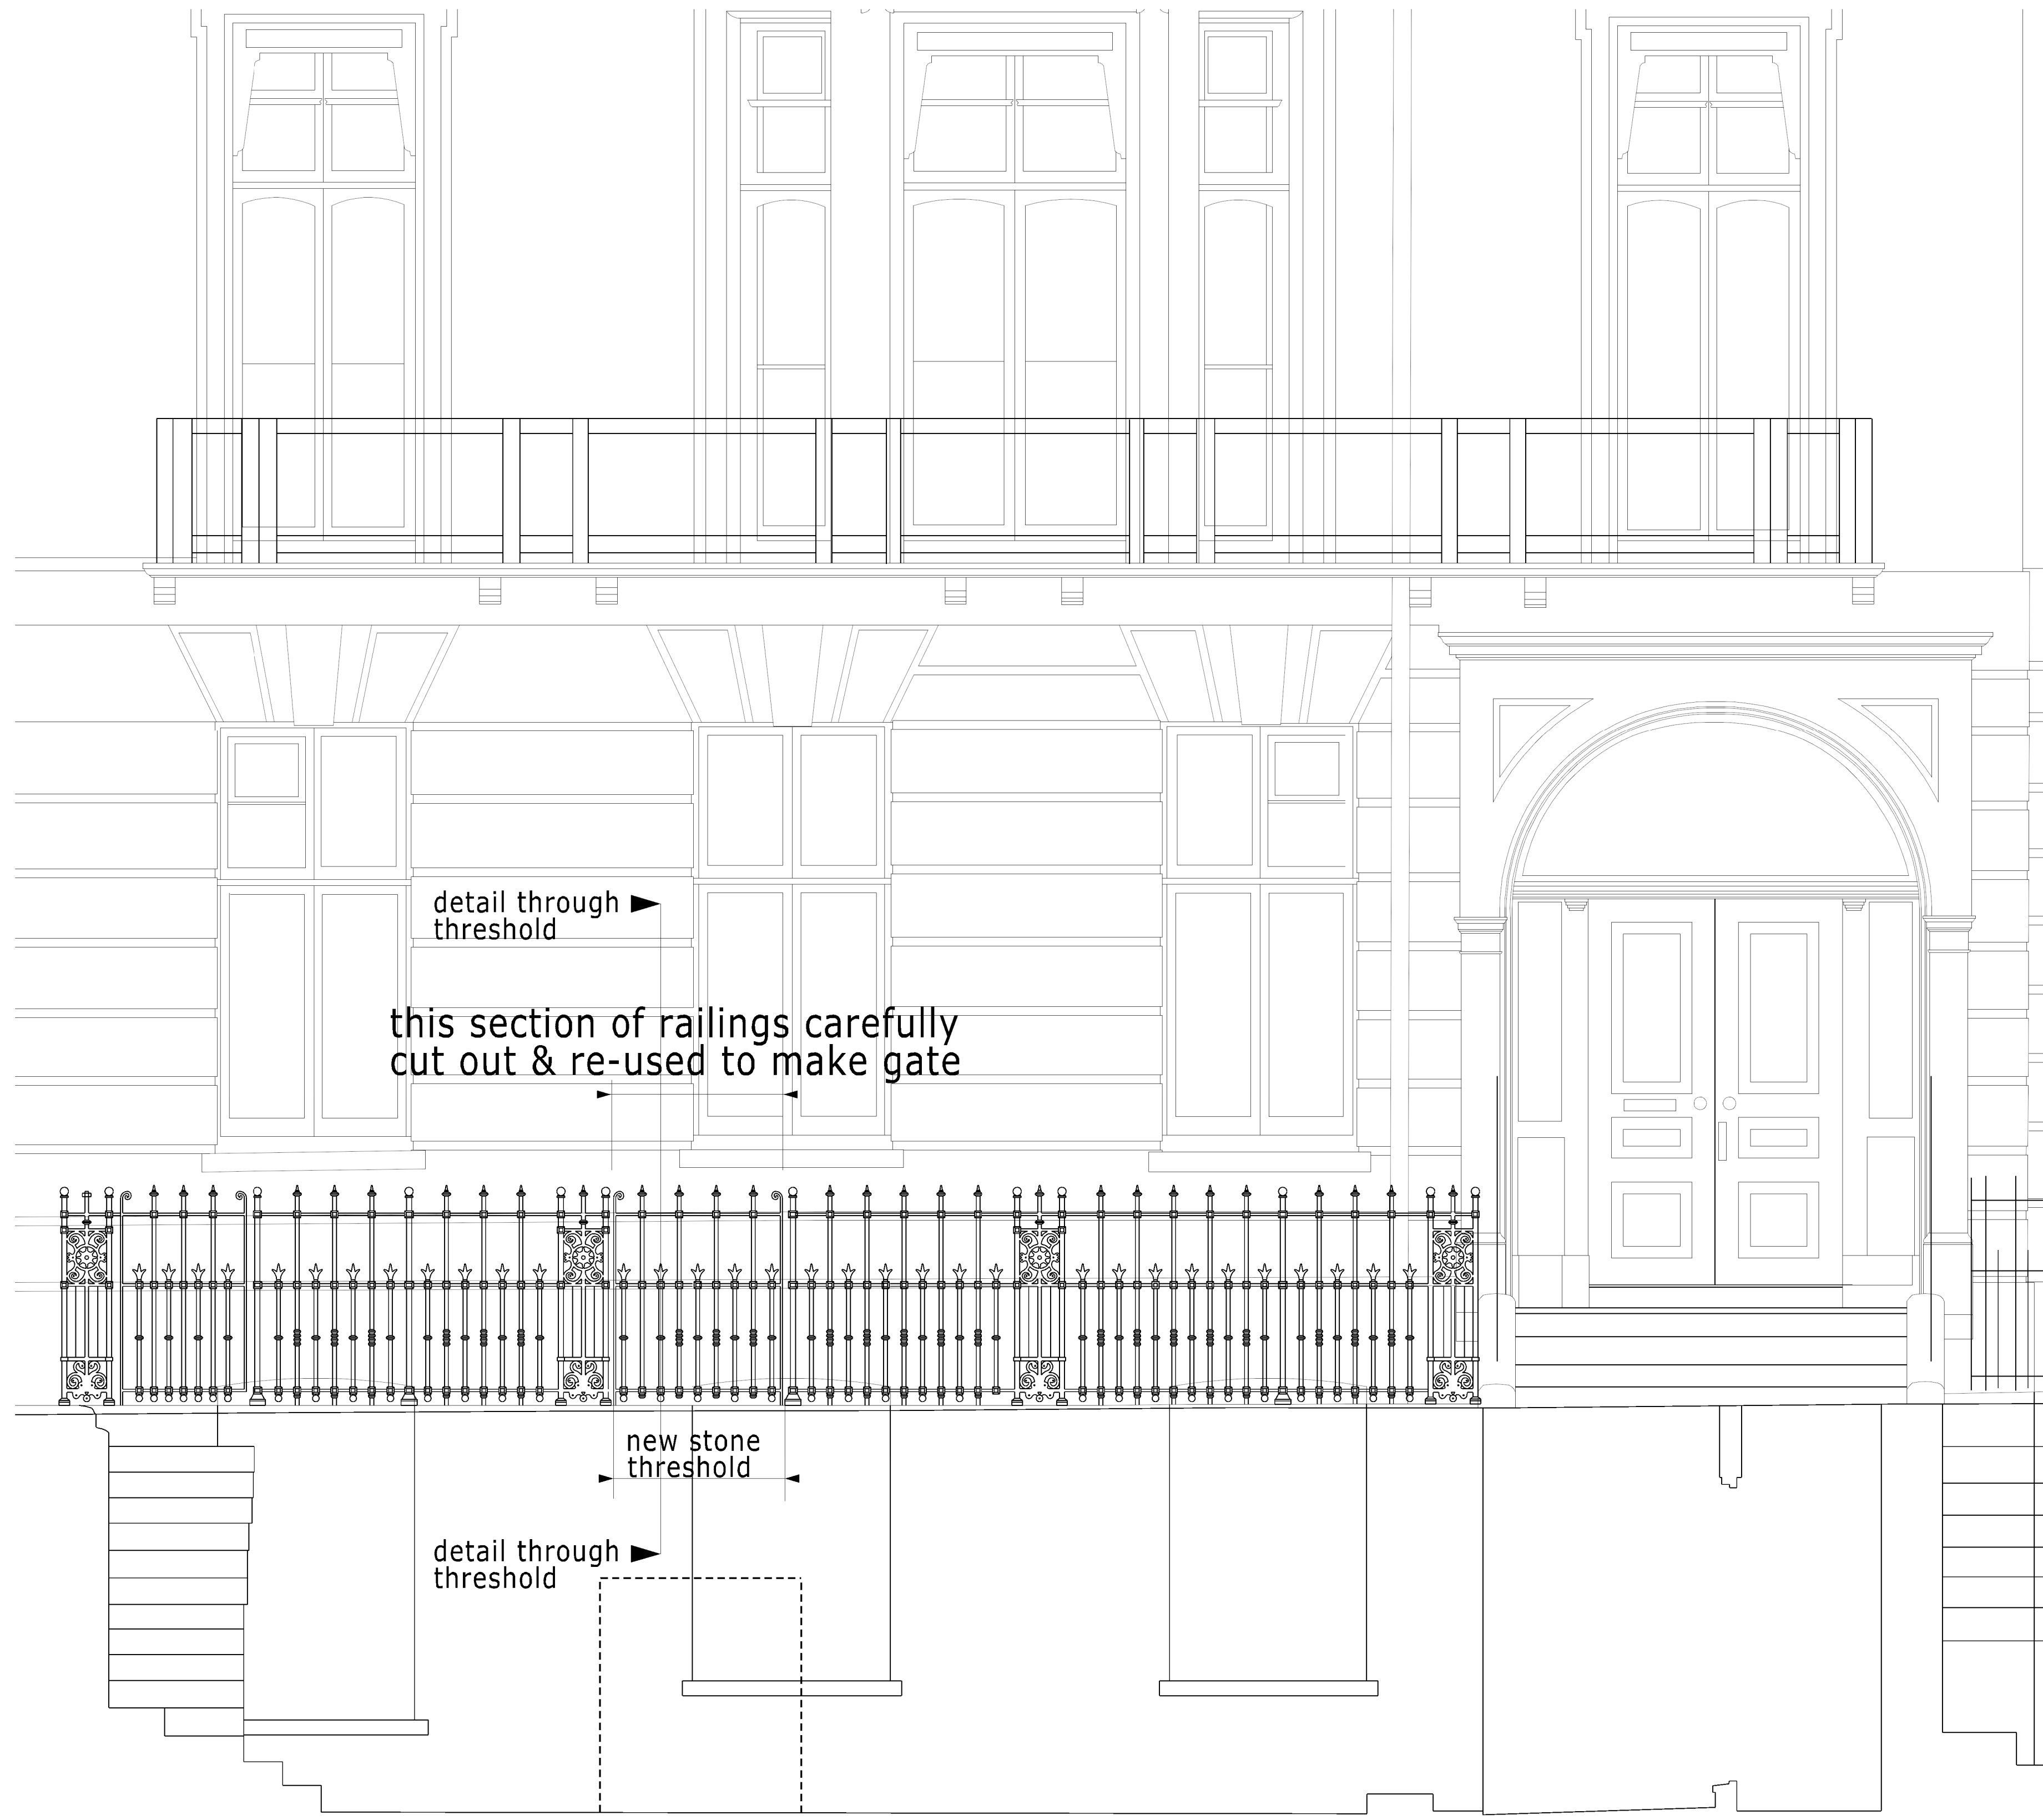 detail through
threshold
this section of railings carefully
cut out & re-used to make gate
new stone
threshold
detail through
threshold